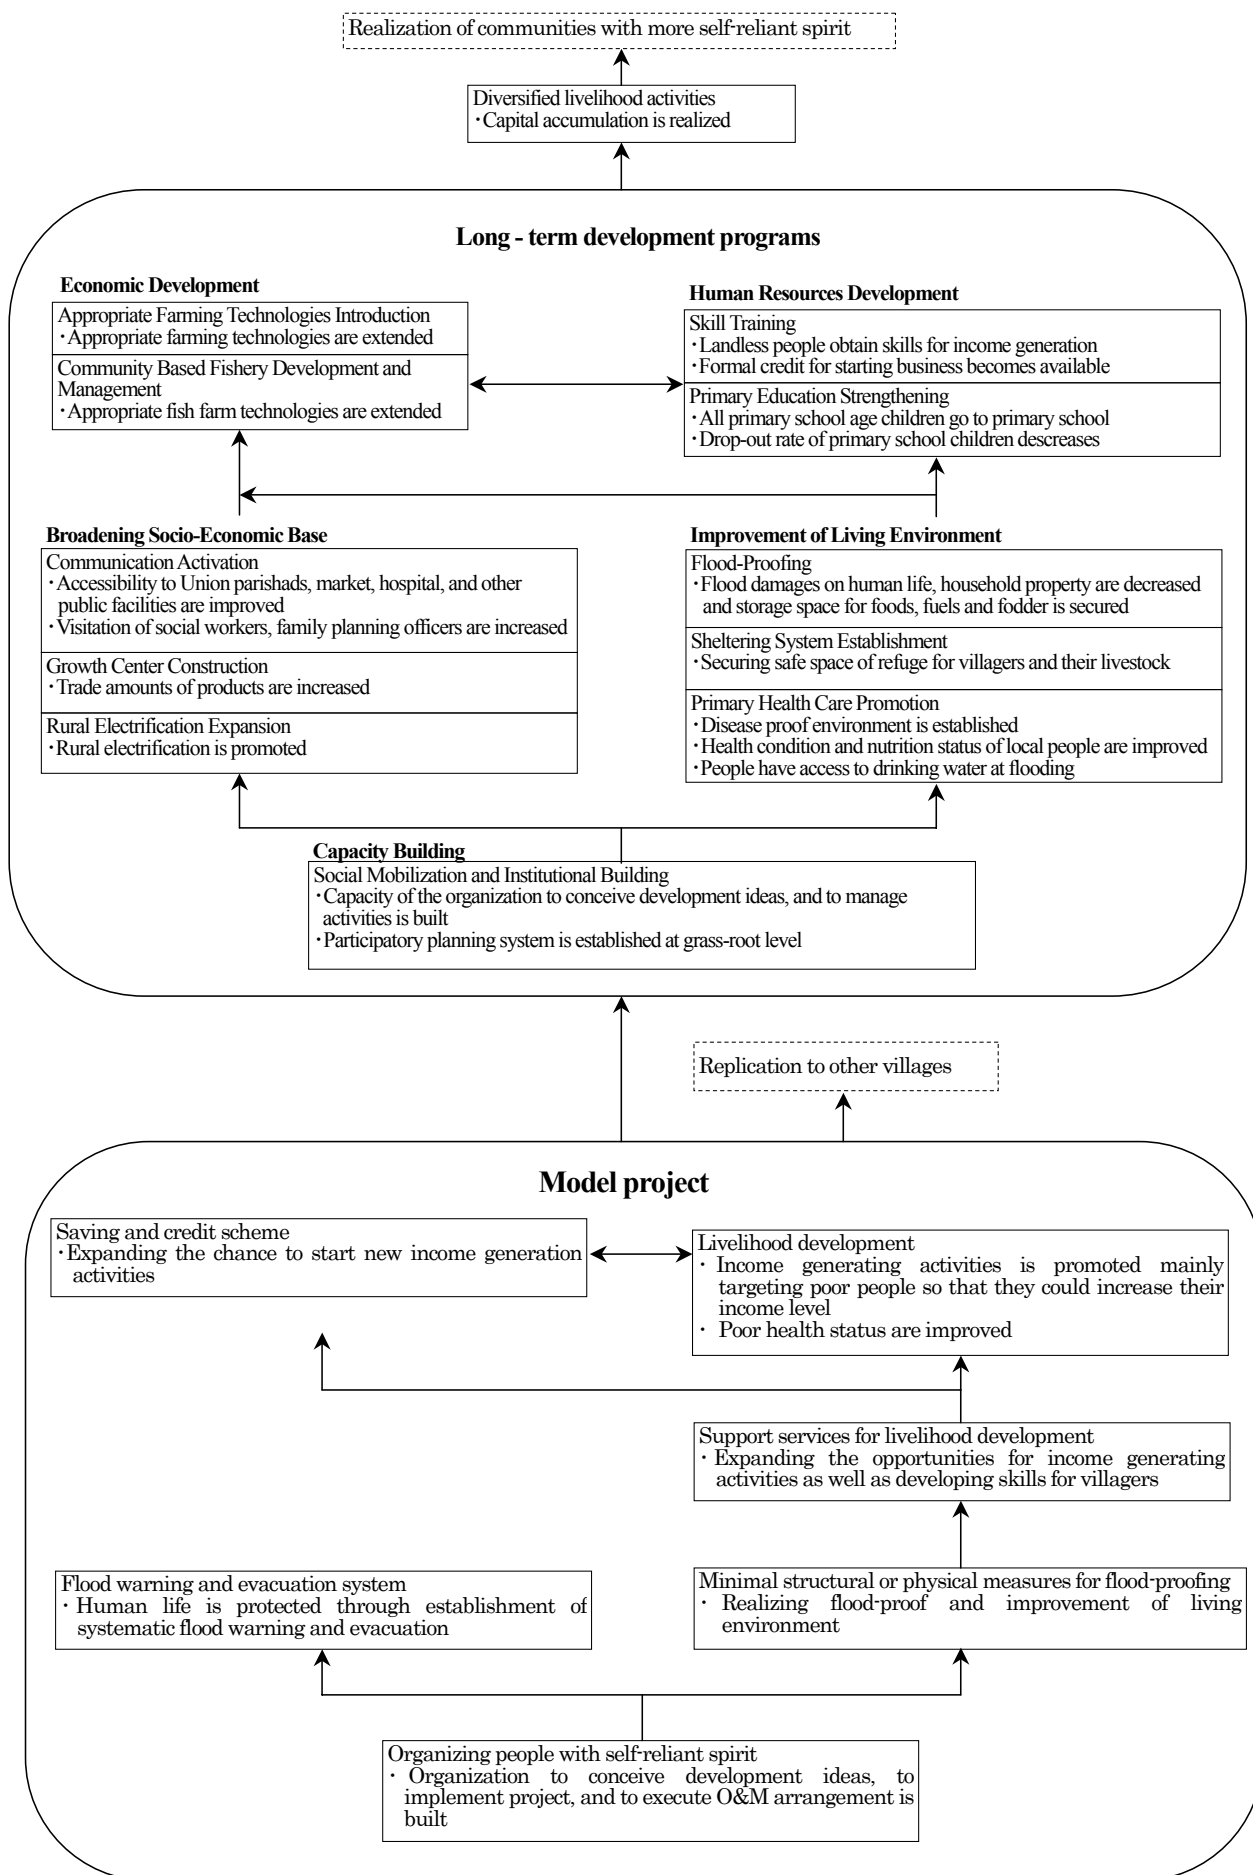 Realization of communities with more self-reliant spirit
Diversified livelihood activities
・Capital accumulation is realized
Long - term development programs
Economic Development
Appropriate Farming Technologies Introduction
・Appropriate farming technologies are extended
Community Based Fishery Development and
Management
・Appropriate fish farm technologies are extended
Human Resources Development
Skill Training
・Landless people obtain skills for income generation
・Formal credit for starting business becomes available
Primary Education Strengthening
・All primary school age children go to primary school
・Drop-out rate of primary school children descreases
Broadening Socio-Economic Base
Communication Activation
・Accessibility to Union parishads, market, hospital, and other
public facilities are improved
・Visitation of social workers, family planning officers are increased
Growth Center Construction
・Trade amounts of products are increased
Rural Electrification Expansion
・Rural electrification is promoted
Improvement of Living Environment
Flood-Proofing
・Flood damages on human life, household property are decreased
and storage space for foods, fuels and fodder is secured
Sheltering System Establishment
・Securing safe space of refuge for villagers and their livestock
Primary Health Care Promotion
・Disease proof environment is established
・Health condition and nutrition status of local people are improved
・People have access to drinking water at flooding
Capacity Building
Social Mobilization and Institutional Building
・Capacity of the organization to conceive development ideas, and to manage
activities is built
・Participatory planning system is established at grass-root level
Replication to other villages
Model project
Saving and credit scheme
・Expanding the chance to start new income generation
activities
Livelihood development
・ Income generating activities is promoted mainly
targeting poor people so that they could increase their
income level
・ Poor health status are improved
Support services for livelihood development
・ Expanding the opportunities for income generating
activities as well as developing skills for villagers
Flood warning and evacuation system
・ Human life is protected through establishment of
systematic flood warning and evacuation
Minimal structural or physical measures for flood-proofing
・ Realizing flood-proof and improvement of living
environment
Organizing people with self-reliant spirit
・ Organization to conceive development ideas, to
implement project, and to execute O&M arrangement is
built